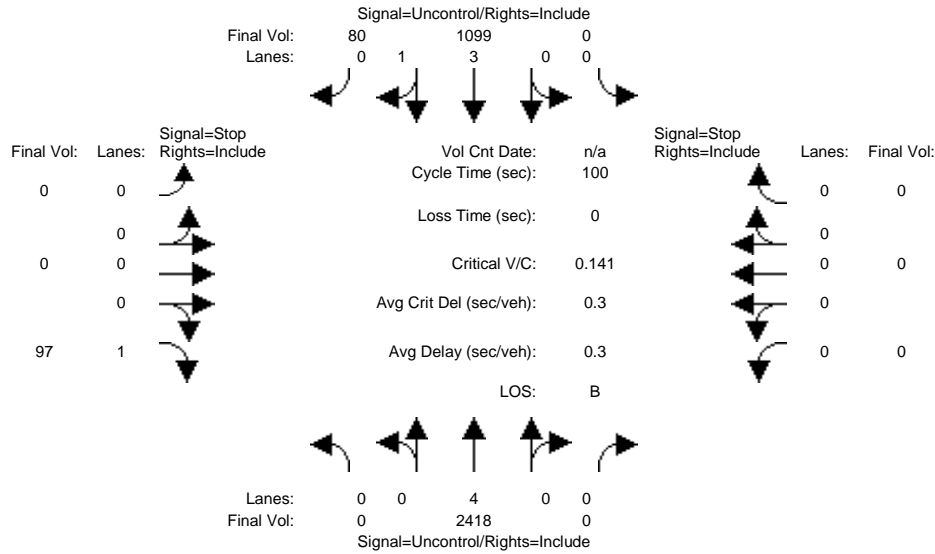 Signal=Uncontrol/Rights=Include
Final Vol: 80 1099 0
Lanes: 0 1 3 0 0
Signal=Stop Signal=Stop
Final Vol: Lanes: Rights=Include Vol Cnt Date: n/a Rights=Include Lanes: Final Vol:
Cycle Time (sec): 100
0 0 0 0
Loss Time (sec): 0
0 0
0 0 Critical V/C: 0.141 0 0
0 Avg Crit Del (sec/veh): 0.3 0
97 1 Avg Delay (sec/veh): 0.3 0 0
LOS: B
Lanes: 0 0 4 0 0
Final Vol: 0 2418 0
Signal=Uncontrol/Rights=Include